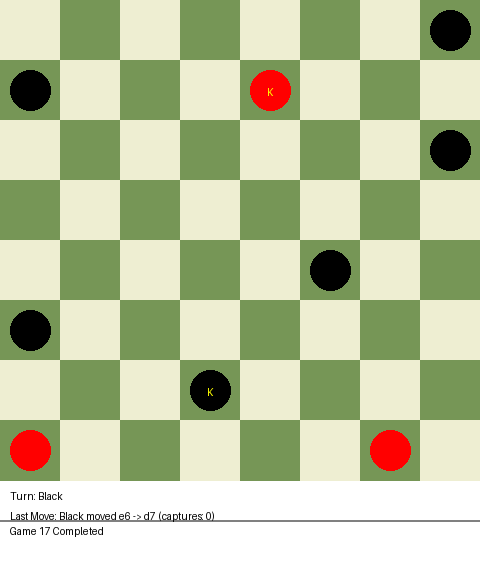 K
K
Turn: Black
Last Move: Black moved e6 -> d7 (captures: 0)
Game 17 Completed